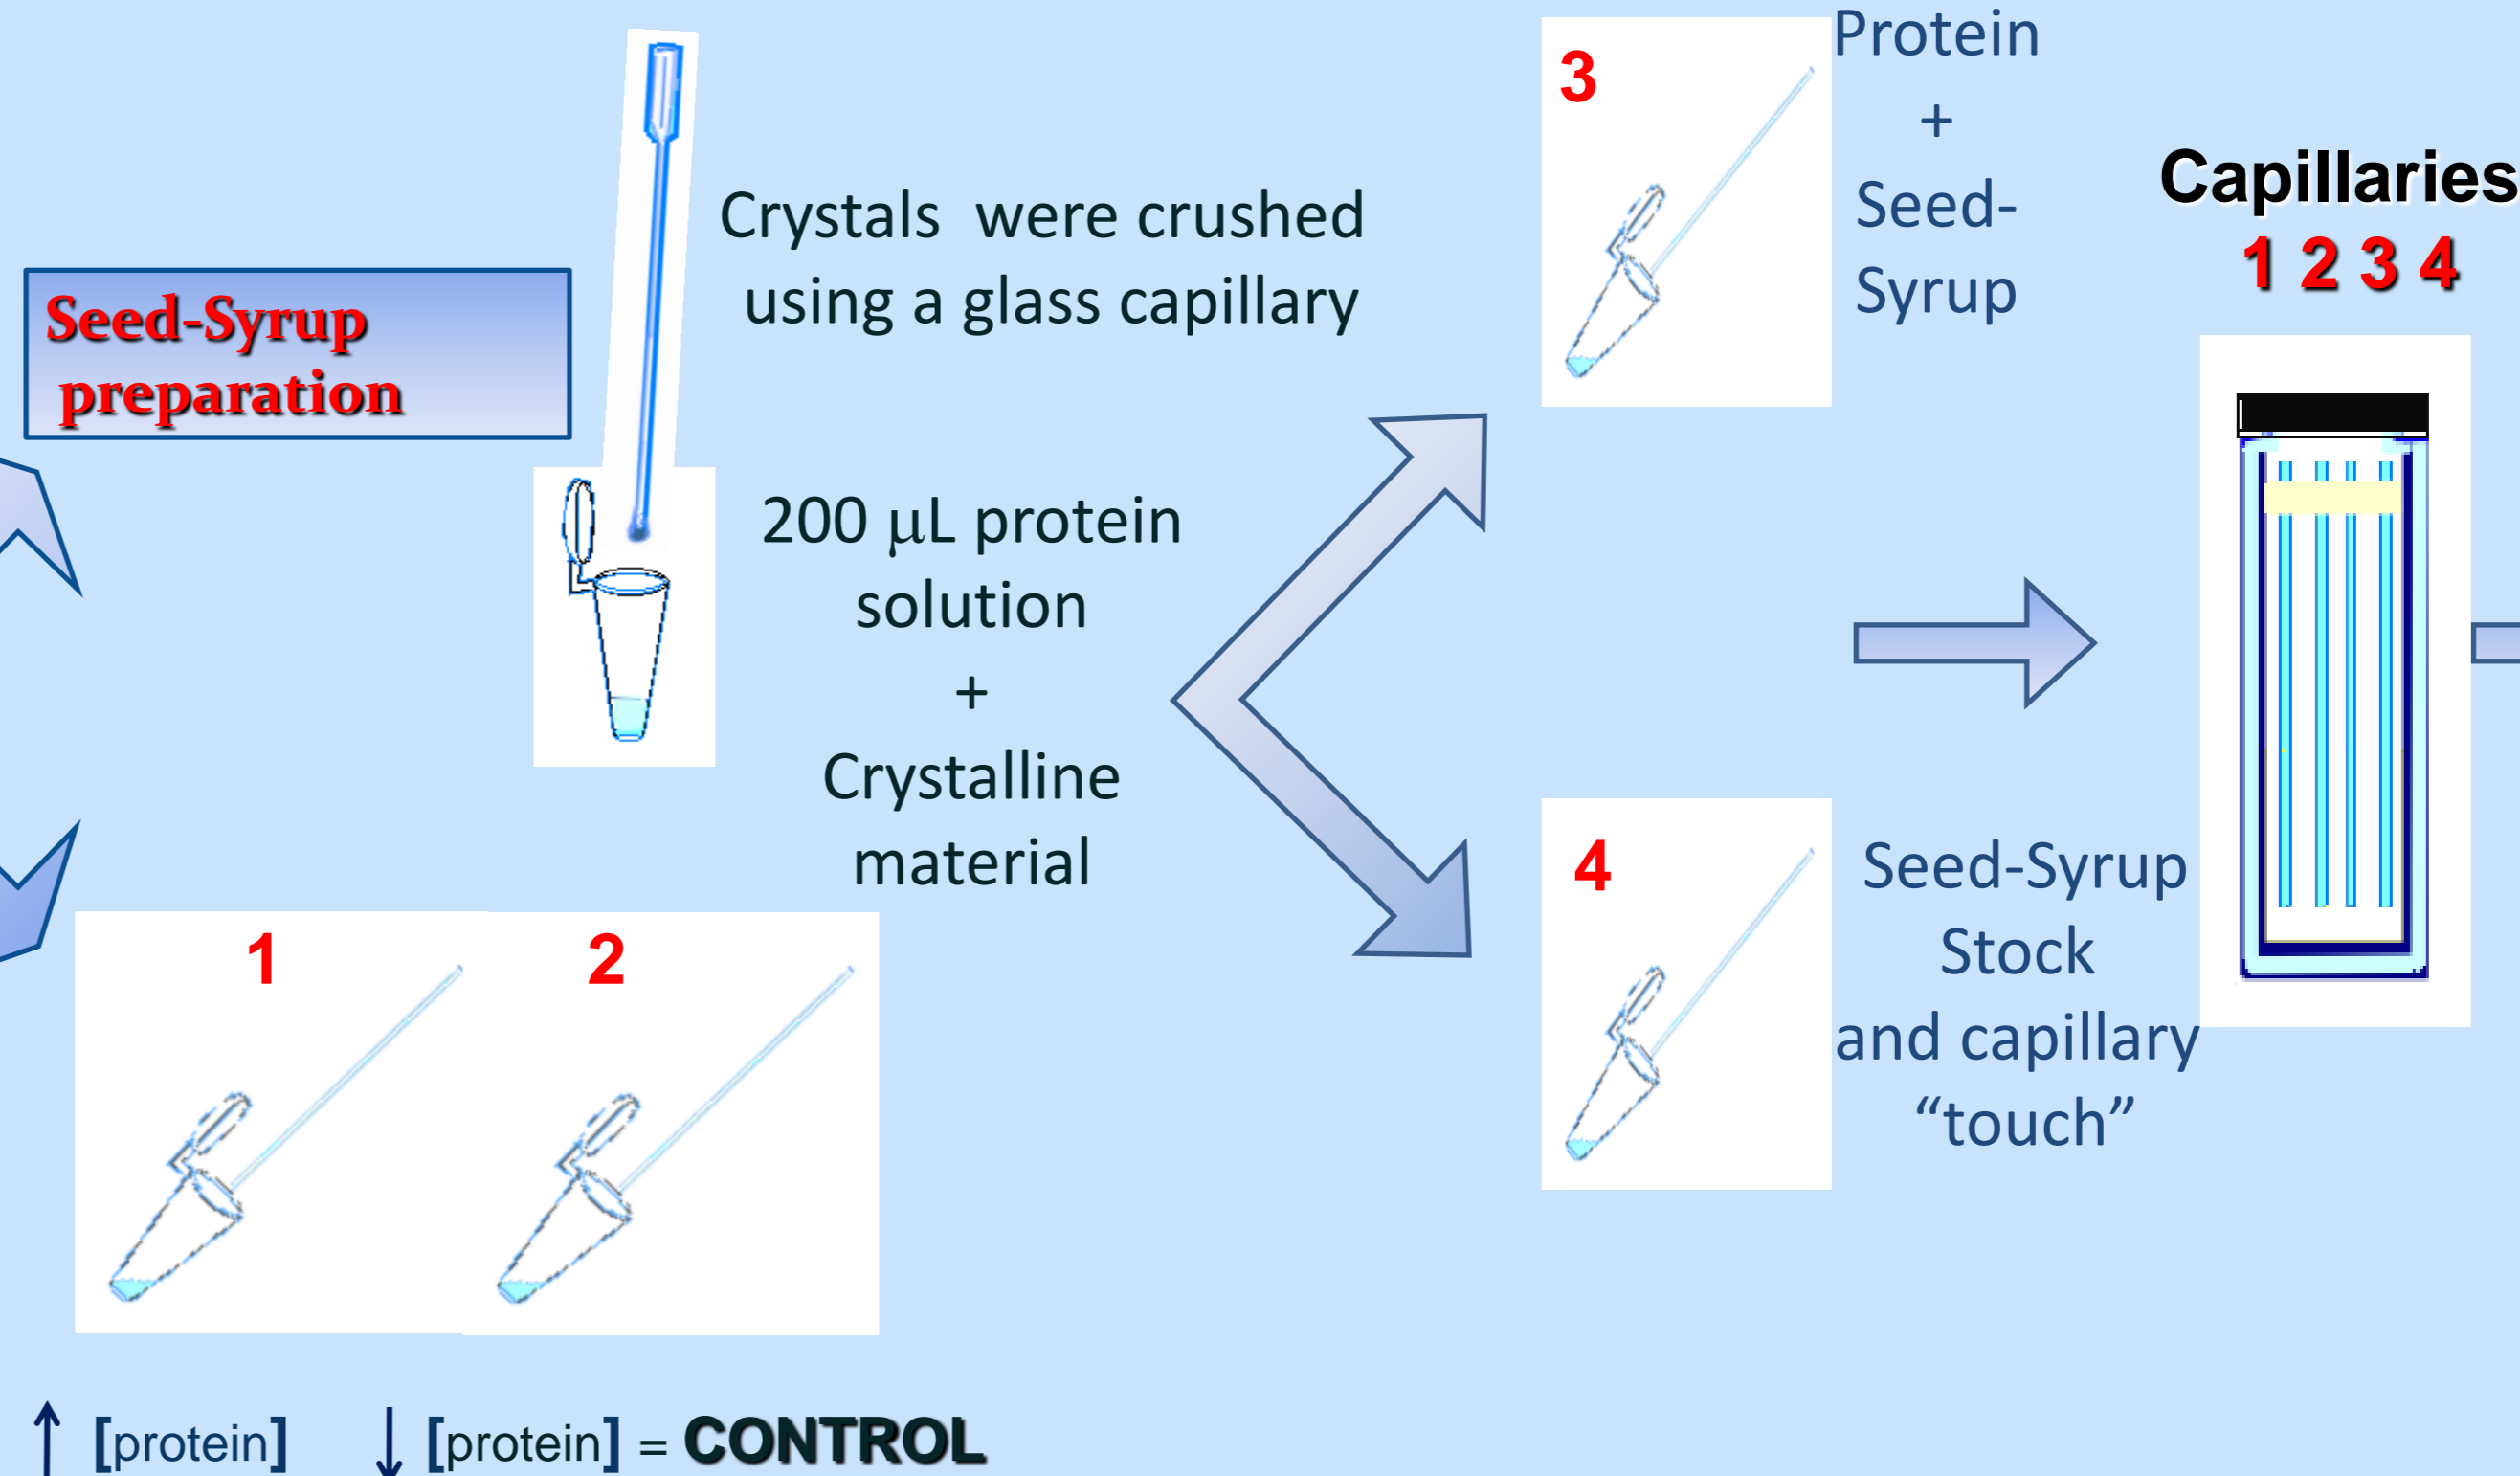 Seed-Syrup
preparation
Crystals were crushed
using a glass capillary
200 μL protein
solution
+
Crystalline
material
1
2
↑ [protein] ↓ [protein] = CONTROL
3
Protein
+
Seed-
Syrup
4
Seed-Syrup
Stock
and capillary
“touch”
Capillaries
1 2 3 4